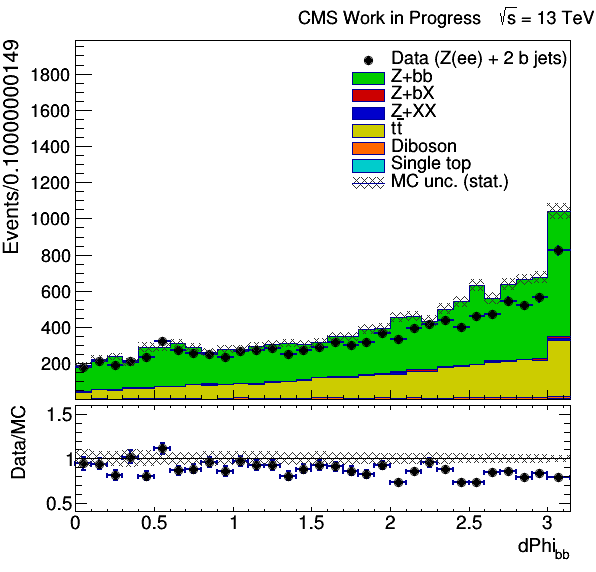 CMS Work in Progress √s = 13 TeV
Events/0.10000000149
1800
1600
1400
1200
1000
800
600
400
200
Data (Z(ee) + 2 b jets)
Z+bb
Z+bX
Z+XX
tt̄
Diboson
Single top
MC unc. (stat.)
Data/MC
1.5
1
0.5
0 0.5 1 1.5 2 2.5 3
dPhi_bb